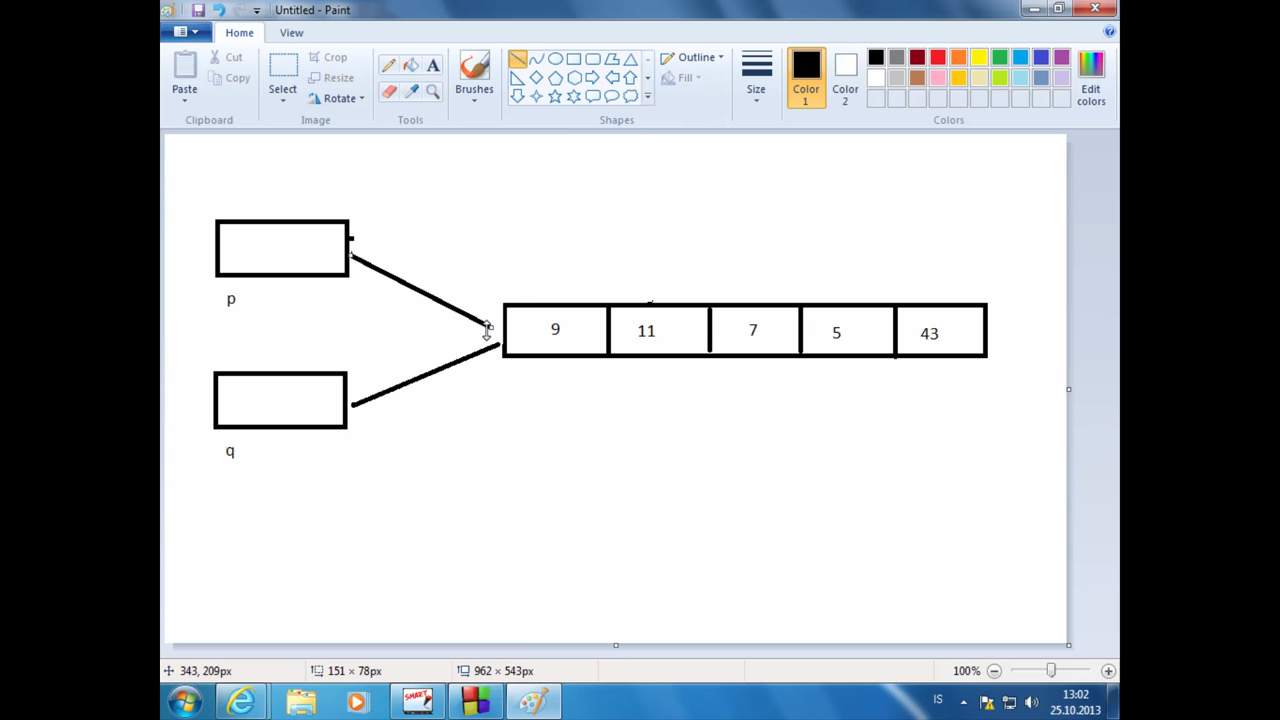 Untitled - Paint
Home View
Paste
Cut
Copy
Clipboard
Select
Crop
Resize
Rotate
Image
A
Tools
Brushes
Outline
Fill
Shapes
Size
Color 1
Color 2
Edit colors
Colors
p
9 11 7 5 43
q
343, 209px 151 × 78px 962 × 543px 100%
SMART
IS
13:02
25.10.2013